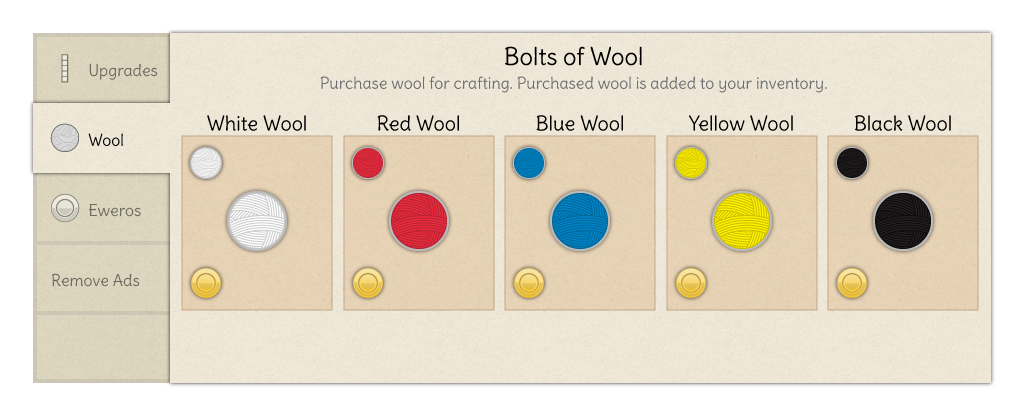 Upgrades
Wool
Eweros
Remove Ads
Bolts of Wool
Purchase wool for crafting. Purchased wool is added to your inventory.
White Wool
Red Wool
Blue Wool
Yellow Wool
Black Wool